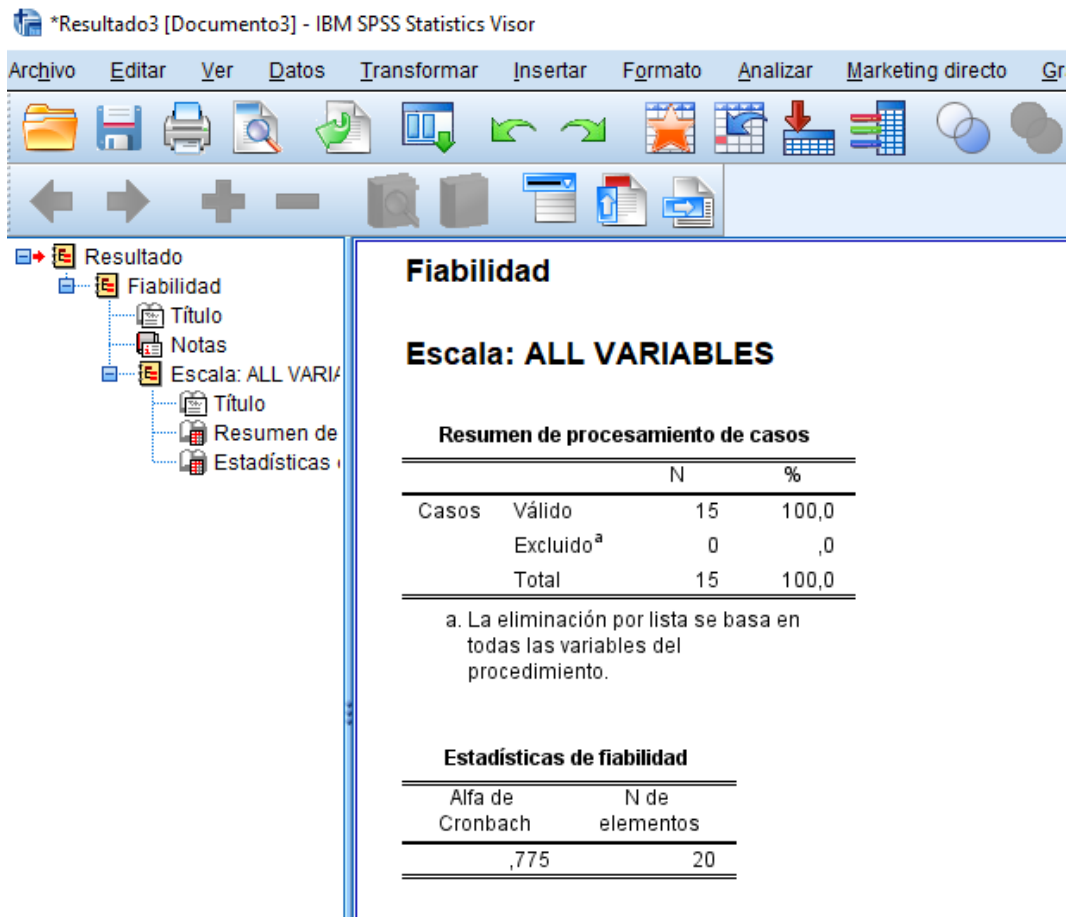 *Resultado3 [Documento3] - IBM SPSS Statistics Visor
Archivo Editar Ver Datos Transformar Insertar Formato Analizar Marketing directo Gr
Resultado
Fiabilidad
Título
Notas
Escala: ALL VARIA
Título
Resumen de
Estadísticas
Fiabilidad
Escala: ALL VARIABLES
Resumen de procesamiento de casos
N %
Casos Válido 15 100,0
Excluido^a 0 ,0
Total 15 100,0
a. La eliminación por lista se basa en
todas las variables del
procedimiento.
Estadísticas de fiabilidad
Alfa de N de
Cronbach elementos
,775 20